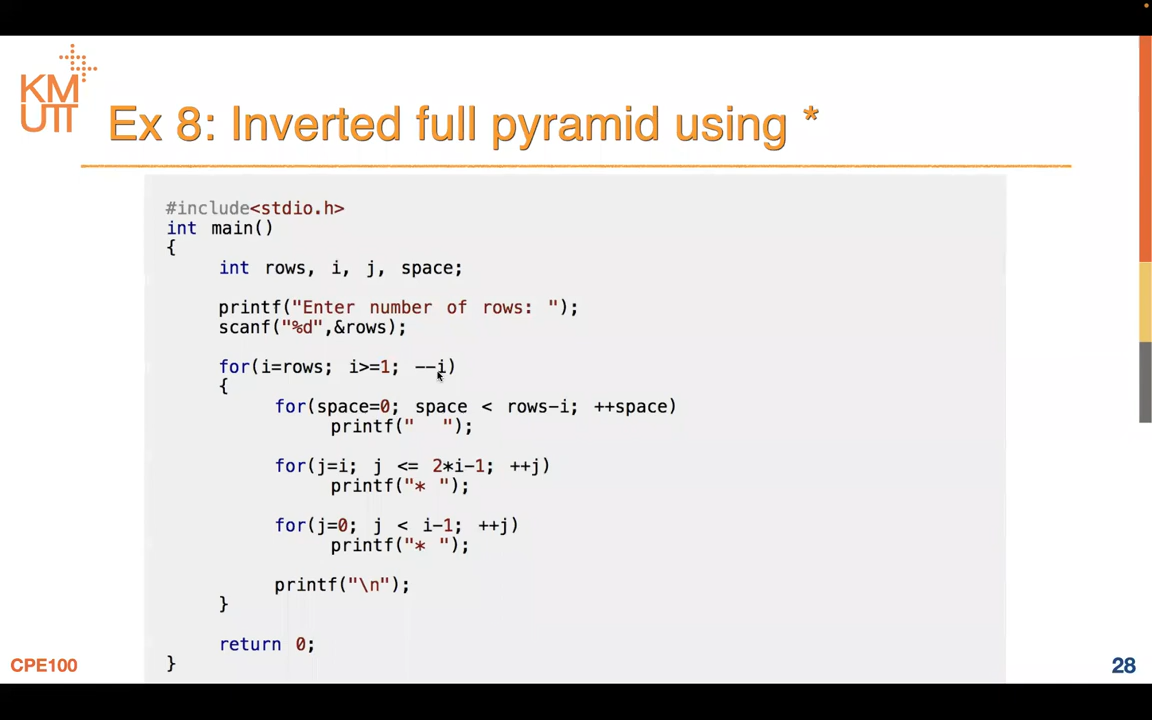 KM
UTT
Ex 8: Inverted full pyramid using *
#include<stdio.h>
int main()
{
int rows, i, j, space;
printf("Enter number of rows: ");
scanf("%d",&rows);
for(i=rows; i>=1; --i)
{
for(space=0; space < rows-i; ++space)
printf("  ");
for(j=i; j <= 2*i-1; ++j)
printf("* ");
for(j=0; j < i-1; ++j)
printf("* ");
printf("\n");
}
return 0;
}
CPE100
28